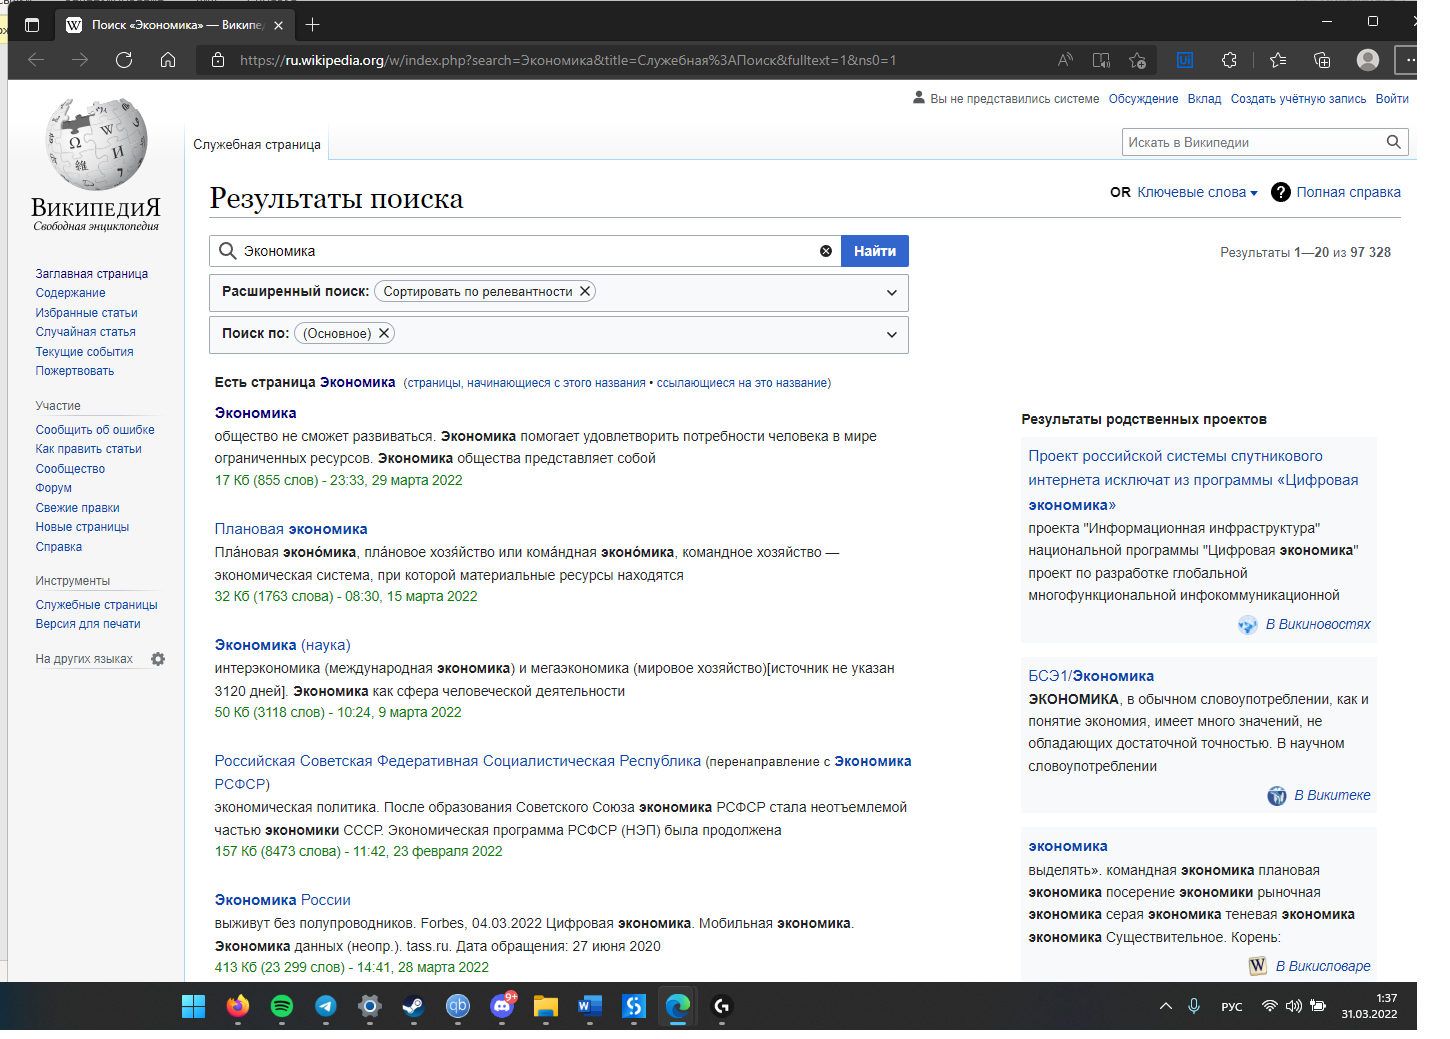 Поиск «Экономика» — Википе
https://ru.wikipedia.org/w/index.php?search=Экономика&title=Служебная%3АПоиск&fulltext=1&ns0=1
Вы не представились системе Обсуждение Вклад Создать учётную запись Войти
Служебная страница
Искать в Википедии
ВикипедиЯ
Свободная энциклопедия
Заглавная страница
Содержание
Избранные статьи
Случайная статья
Текущие события
Пожертвовать
Участие
Сообщить об ошибке
Как править статьи
Сообщество
Форум
Свежие правки
Новые страницы
Справка
Инструменты
Служебные страницы
Версия для печати
На других языках
Результаты поиска
OR Ключевые слова ? Полная справка
Экономика
Найти
Результаты 1—20 из 97 328
Расширенный поиск: Сортировать по релевантности
Поиск по: (Основное)
Есть страница Экономика (страницы, начинающиеся с этого названия • ссылающиеся на это название)
Экономика
общество не сможет развиваться. Экономика помогает удовлетворить потребности человека в мире
ограниченных ресурсов. Экономика общества представляет собой
17 Кб (855 слов) - 23:33, 29 марта 2022
Плановая экономика
Пла́новая эконо́мика, пла́новое хозя́йство или кома́ндная эконо́мика, командное хозяйство —
экономическая система, при которой материальные ресурсы находятся
32 Кб (1763 слова) - 08:30, 15 марта 2022
Экономика (наука)
интерэкономика (международная экономика) и мегаэкономика (мировое хозяйство)[источник не указан
3120 дней]. Экономика как сфера человеческой деятельности
50 Кб (3118 слов) - 10:24, 9 марта 2022
Российская Советская Федеративная Социалистическая Республика (перенаправление с Экономика
РСФСР)
экономическая политика. После образования Советского Союза экономика РСФСР стала неотъемлемой
частью экономики СССР. Экономическая программа РСФСР (НЭП) была продолжена
157 Кб (8473 слова) - 11:42, 23 февраля 2022
Экономика России
выживут без полупроводников. Forbes, 04.03.2022 Цифровая экономика. Мобильная экономика.
Экономика данных (неопр.). tass.ru. Дата обращения: 27 июня 2020
413 Кб (23 299 слов) - 14:41, 28 марта 2022
Результаты родственных проектов
Проект российской системы спутникового
интернета исключат из программы «Цифровая
экономика»
проекта "Информационная инфраструктура"
национальной программы "Цифровая экономика"
проект по разработке глобальной
многофункциональной инфокоммуникационной
В Викиновостях
БСЭ1/Экономика
ЭКОНОМИКА, в обычном словоупотреблении, как и
понятие экономия, имеет много значений, не
обладающих достаточной точностью. В научном
словоупотреблении
В Викитеке
экономика
выделять». командная экономика плановая
экономика посерение экономики рыночная
экономика серая экономика теневая экономика
экономика Существительное. Корень:
В Викисловаре
9+
РУС
1:37
31.03.2022